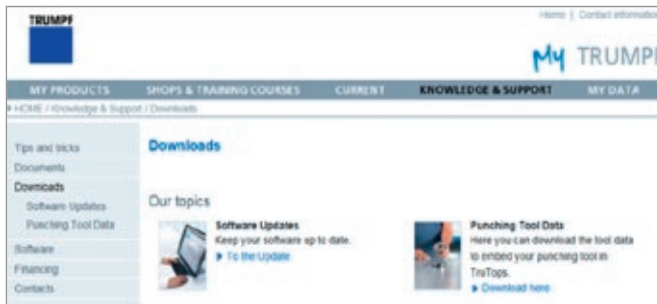 TRUMPF
Home | Contact information
My TRUMPF
MY PRODUCTS SHOPS & TRAINING COURSES CURRENT KNOWLEDGE & SUPPORT MY DATA
HOME / Knowledge & Support / Downloads
Tips and tricks
Documents
Downloads
Software Updates
Punching Tool Data
Software
Financing
Contacts
Downloads
Our topics
Software Updates
Keep your software up to date.
To the Update
Punching Tool Data
Here you can download the tool data
to embed your punching tool in
TruTops.
Download here